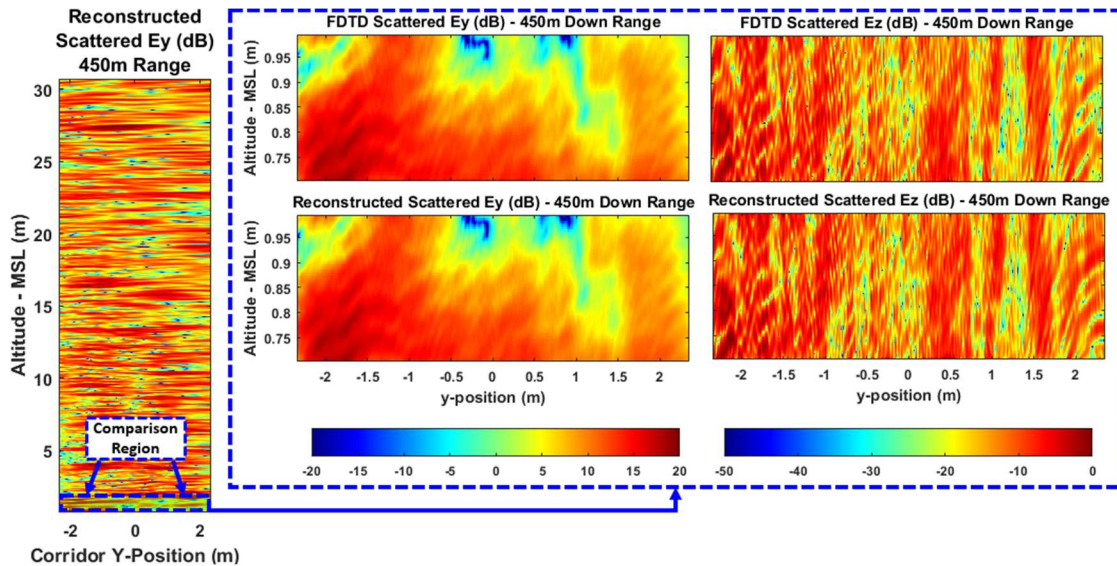 Reconstructed
Scattered Ey (dB)
450m Range
30
25
20
15
10
5
Altitude - MSL (m)
Comparison
Region
-2 0 2
Corridor Y-Position (m)
FDTD Scattered Ey (dB) - 450m Down Range
0.95
0.9
0.85
0.8
0.75
Altitude - MSL (m)
FDTD Scattered Ez (dB) - 450m Down Range
Reconstructed Scattered Ey (dB) - 450m Down Range
0.95
0.9
0.85
0.8
0.75
Altitude - MSL (m)
-2 -1.5 -1 -0.5 0 0.5 1 1.5 2
y-position (m)
Reconstructed Scattered Ez (dB) - 450m Down Range
-2 -1.5 -1 -0.5 0 0.5 1 1.5 2
y-position (m)
-20 -15 -10 -5 0 5 10 15 20
-50 -40 -30 -20 -10 0